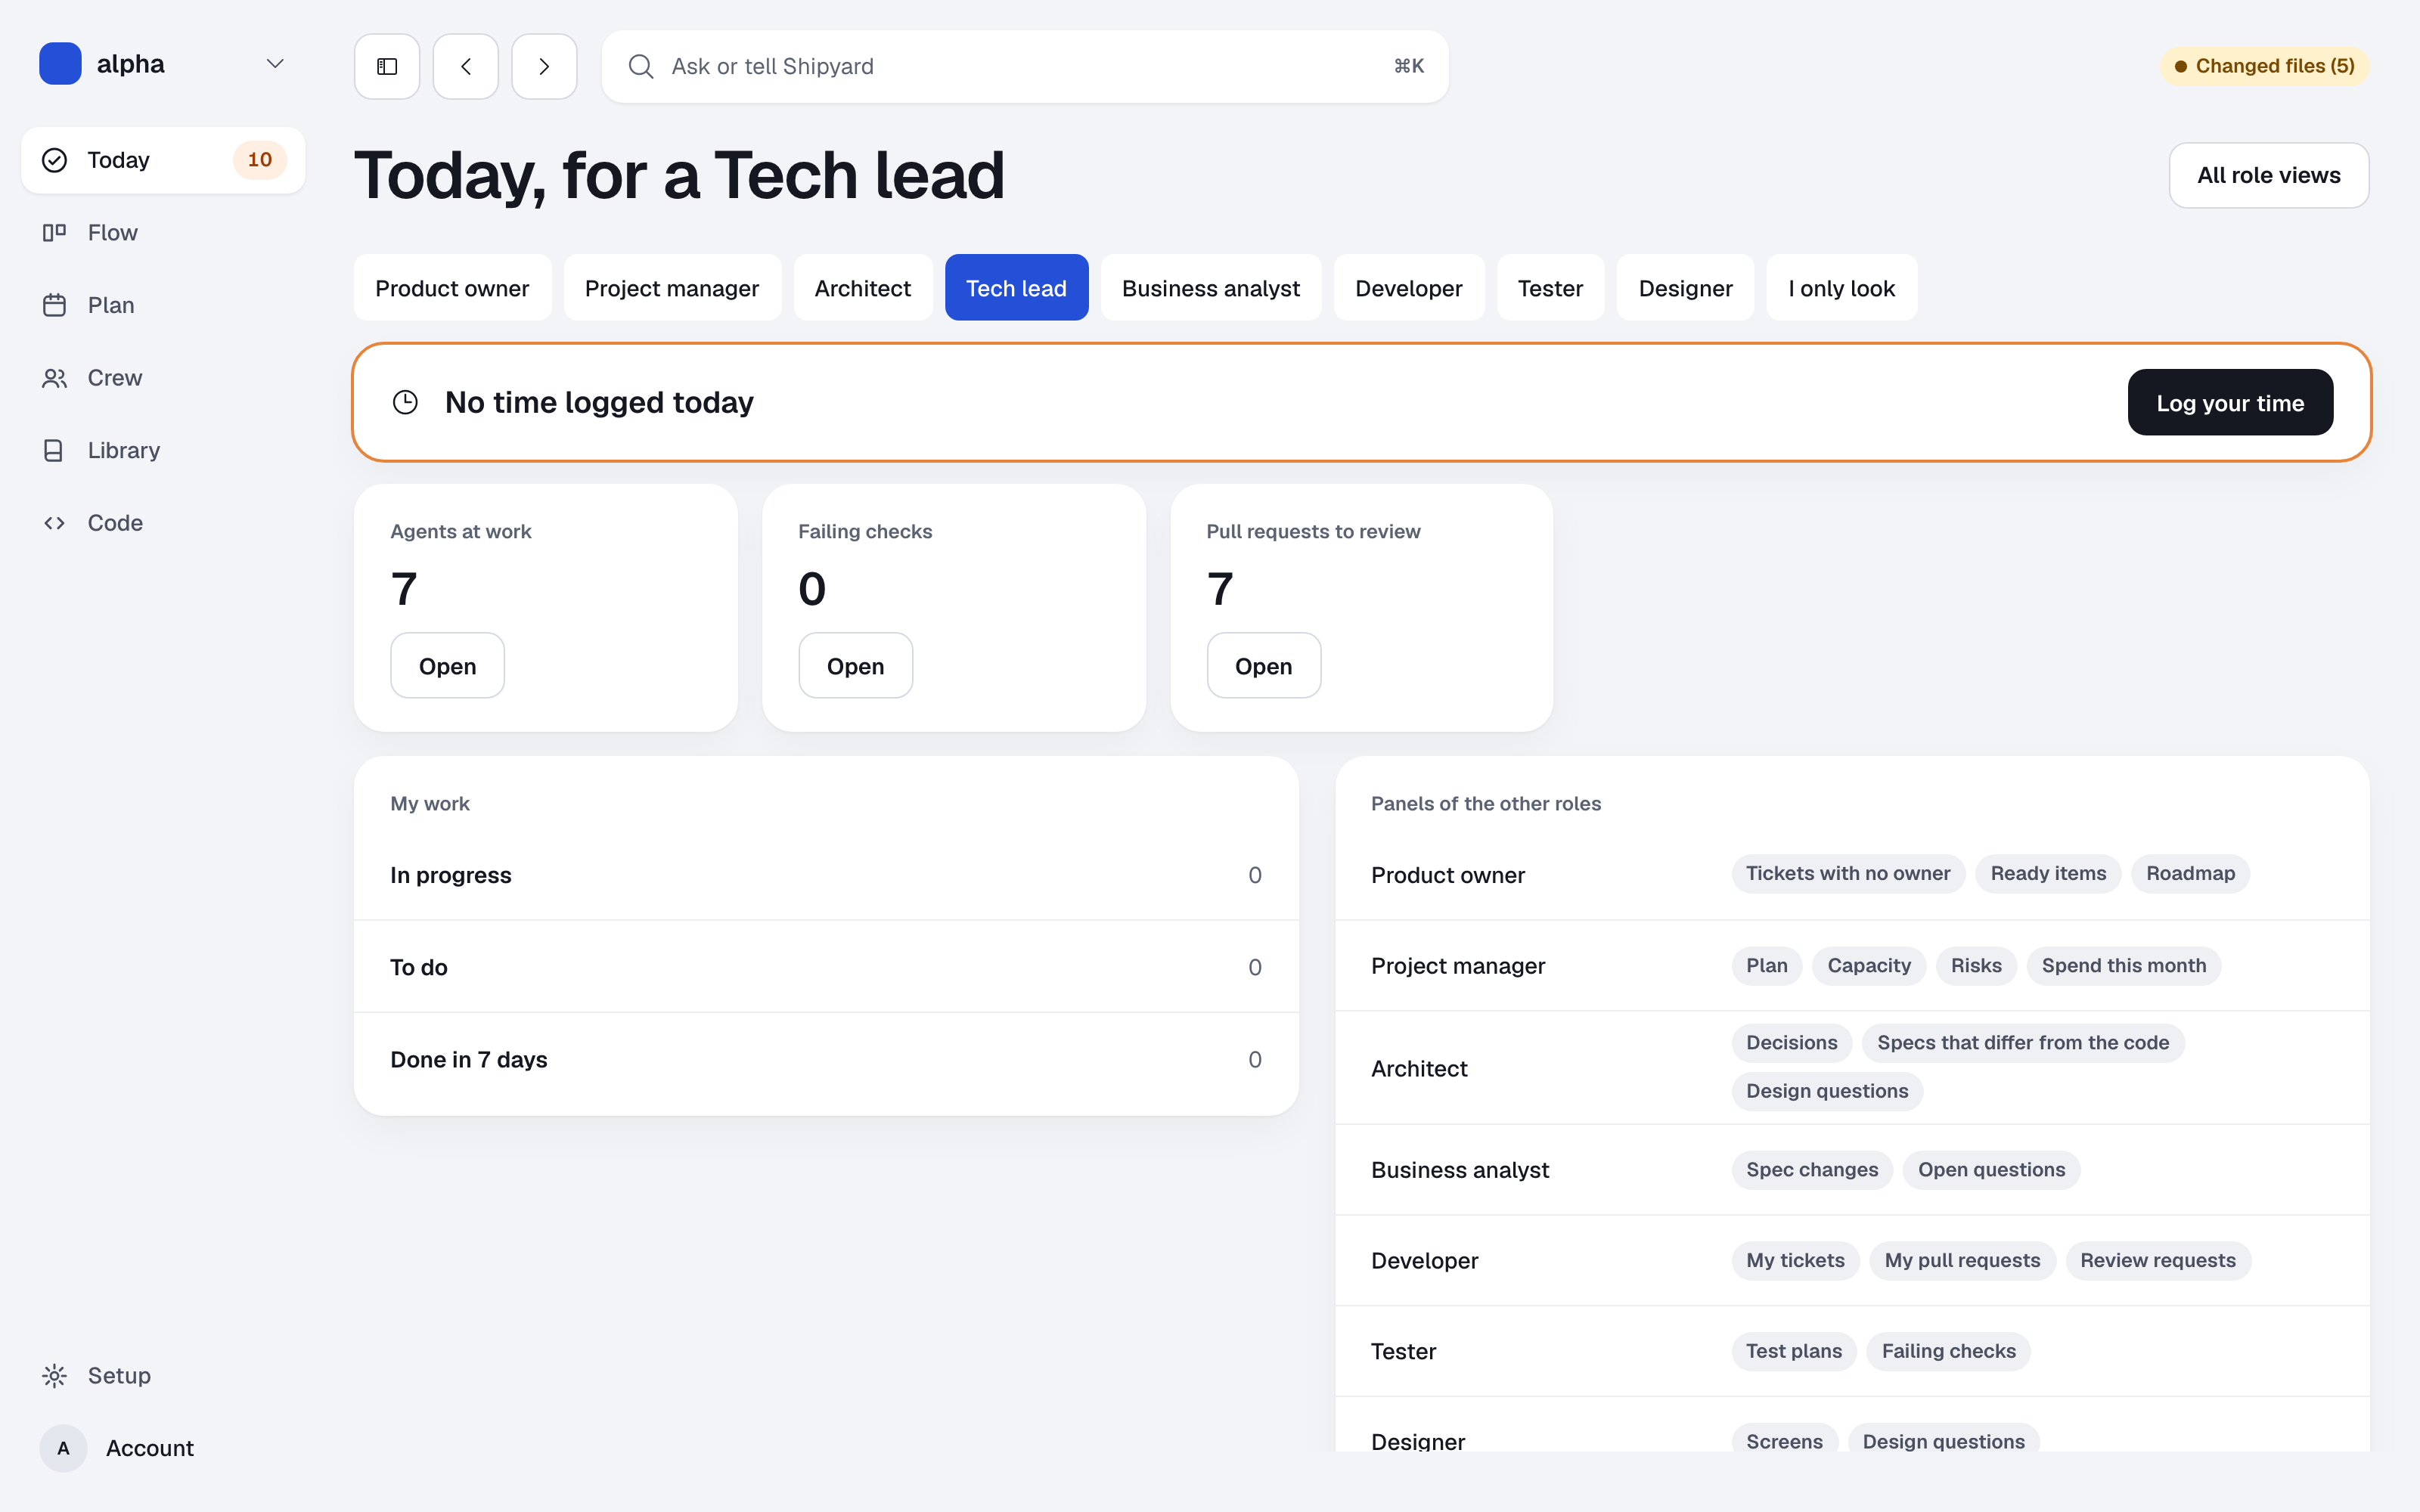 alpha
Ask or tell Shipyard ⌘K
Changed files (5)
Today 10
Flow
Plan
Crew
Library
Code
Setup
A Account
Today, for a Tech lead
All role views
Product owner Project manager Architect Tech lead Business analyst Developer Tester Designer I only look
No time logged today
Log your time
Agents at work
7
Open
Failing checks
0
Open
Pull requests to review
7
Open
My work
In progress 0
To do 0
Done in 7 days 0
Panels of the other roles
Product owner Tickets with no owner Ready items Roadmap
Project manager Plan Capacity Risks Spend this month
Architect Decisions Specs that differ from the code
Design questions
Business analyst Spec changes Open questions
Developer My tickets My pull requests Review requests
Tester Test plans Failing checks
Designer Screens Design questions